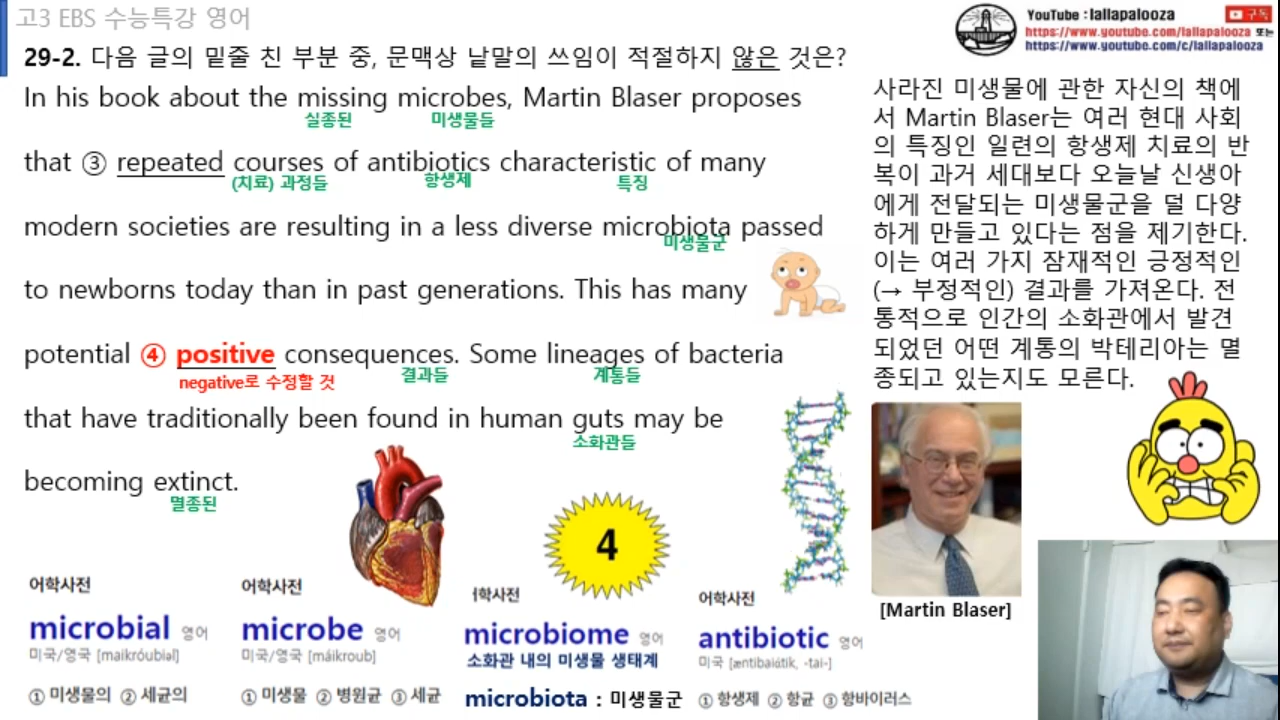 고3 EBS 수능특강 영어
YouTube : lallapalooza
구독
https://www.youtube.com/lallapalooza 또는
https://www.youtube.com/c/lallapalooza
29-2. 다음 글의 밑줄 친 부분 중, 문맥상 낱말의 쓰임이 적절하지 않은 것은?
In his book about the missing microbes, Martin Blaser proposes
실종된 미생물들
that ③ repeated courses of antibiotics characteristic of many
(치료) 과정들 항생제 특징
modern societies are resulting in a less diverse microbiota passed
미생물군
to newborns today than in past generations. This has many
potential ④ positive consequences. Some lineages of bacteria
negative로 수정할 것 결과들 계통들
that have traditionally been found in human guts may be
소화관들
becoming extinct.
멸종된
사라진 미생물에 관한 자신의 책에
서 Martin Blaser는 여러 현대 사회
의 특징인 일련의 항생제 치료의 반
복이 과거 세대보다 오늘날 신생아
에게 전달되는 미생물군을 덜 다양
하게 만들고 있다는 점을 제기한다.
이는 여러 가지 잠재적인 긍정적인
(→ 부정적인) 결과를 가져온다. 전
통적으로 인간의 소화관에서 발견
되었던 어떤 계통의 박테리아는 멸
종되고 있는지도 모른다.
4
[Martin Blaser]
어학사전
microbial 영어
미국/영국 [maikróubiəl]
① 미생물의 ② 세균의
어학사전
microbe 영어
미국/영국 [máikroub]
① 미생물 ② 병원균 ③ 세균
어학사전
microbiome 영어
소화관 내의 미생물 생태계
microbiota : 미생물군
어학사전
antibiotic 영어
미국 [æntibaiátik, -tai-]
① 항생제 ② 항균 ③ 항바이러스